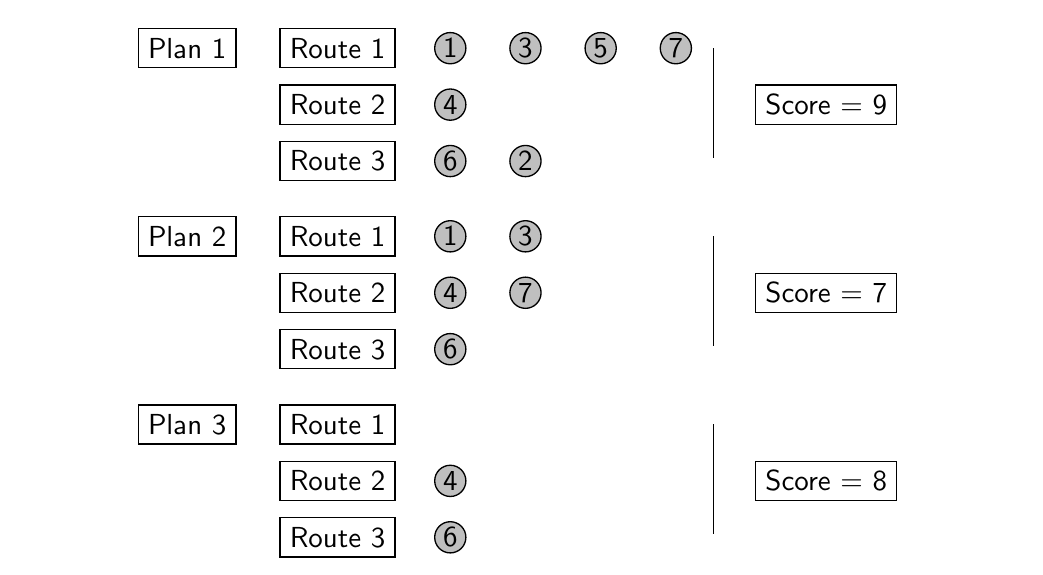 Plan 1 Route 1 1 3 5 7
Route 2 4 Score = 9
Route 3 6 2
Plan 2 Route 1 1 3
Route 2 4 7 Score = 7
Route 3 6
Plan 3 Route 1
Route 2 4 Score = 8
Route 3 6